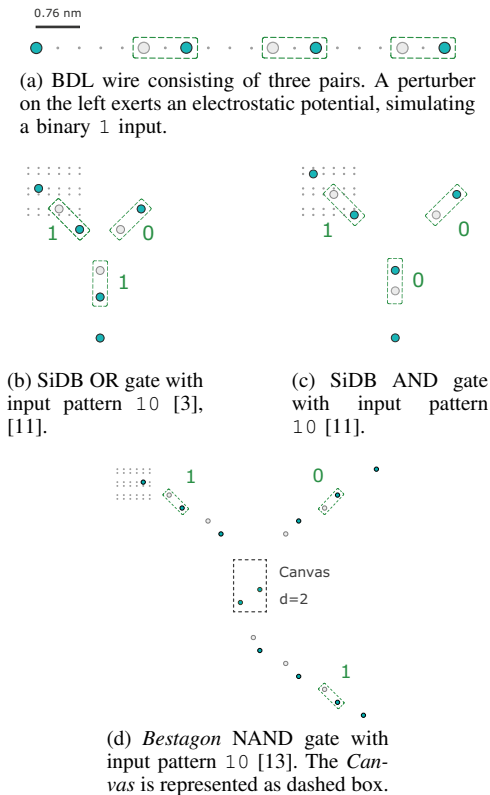 0.76 nm
(a) BDL wire consisting of three pairs. A perturber
on the left exerts an electrostatic potential, simulating
a binary 1 input.
1
0
1
1
0
0
(b) SiDB OR gate with
input pattern 10 [3],
[11].
(c) SiDB AND gate
with input pattern
10 [11].
1
0
Canvas
d=2
1
(d) Bestagon NAND gate with
input pattern 10 [13]. The Can-
vas is represented as dashed box.